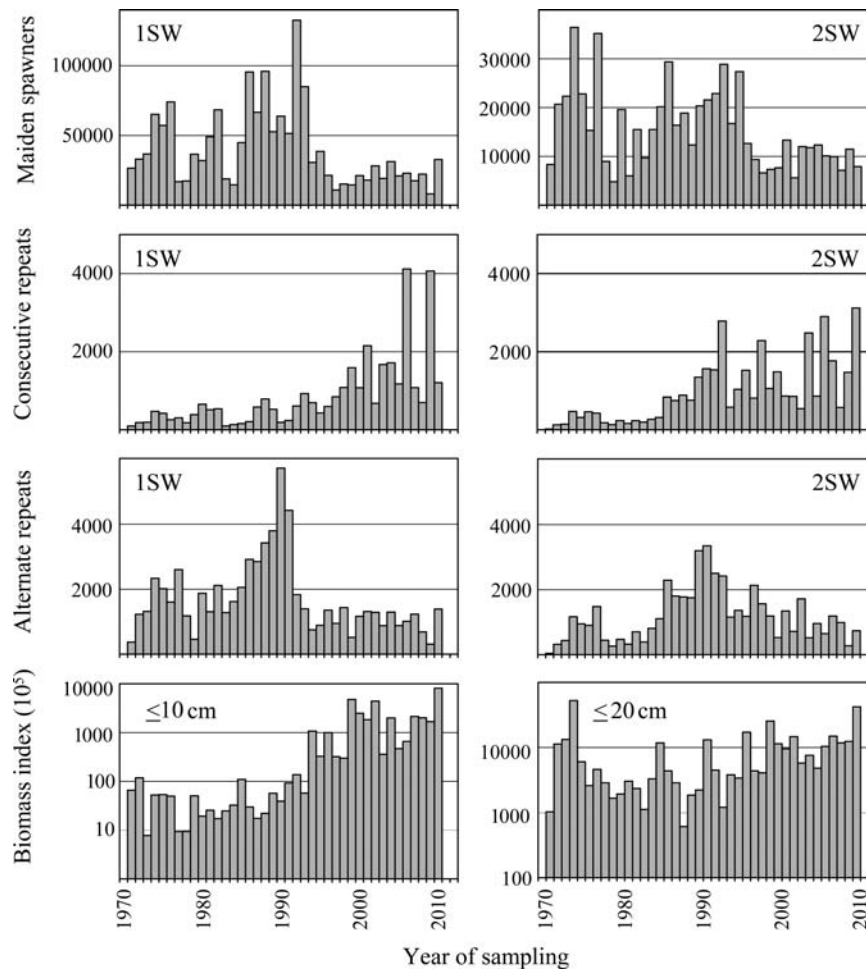 1SW
2SW
Maiden spawners
100000
50000
30000
20000
10000
1SW
2SW
Consecutive repeats
4000
2000
4000
2000
1SW
2SW
Alternate repeats
4000
2000
4000
2000
≤10 cm
≤20 cm
Biomass index (10⁵)
10000
1000
100
10
10000
1000
100
1970
1980
1990
2000
2010
1970
1980
1990
2000
2010
Year of sampling